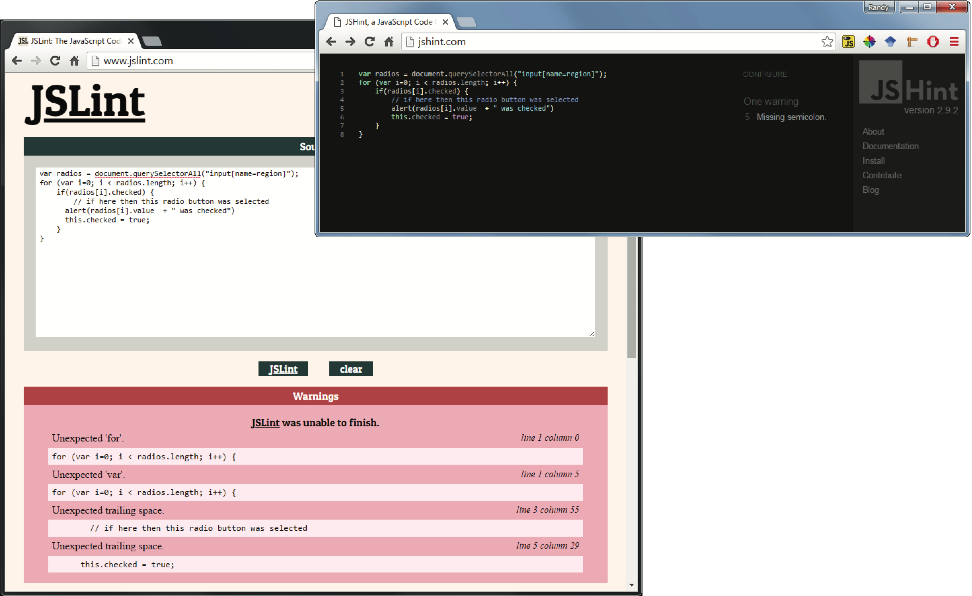 Randy
JSHint, a JavaScript Code
jshint.com
1 var radios = document.querySelectorAll("input[name=region]");
2 for (var i=0; i < radios.length; i++) {
3 if(radios[i].checked) {
4 // if here then this radio button was selected
5 alert(radios[i].value + " was checked")
6 this.checked = true;
7 }
8 }
CONFIGURE
One warning
5 Missing semicolon.
JSHint
version 2.9.2
About
Documentation
Install
Contribute
Blog
JSL JSLint: The JavaScript Code
www.jslint.com
JSLint
Sou
var radios = document.querySelectorAll("input[name=region]");
for (var i=0; i < radios.length; i++) {
if(radios[i].checked) {
// if here then this radio button was selected
alert(radios[i].value + " was checked")
this.checked = true;
}
}
JSLint clear
Warnings
JSLint was unable to finish.
Unexpected 'for'. line 1 column 0
for (var i=0; i < radios.length; i++) {
Unexpected 'var'. line 1 column 5
for (var i=0; i < radios.length; i++) {
Unexpected trailing space. line 3 column 55
// if here then this radio button was selected
Unexpected trailing space. line 5 column 29
this.checked = true;